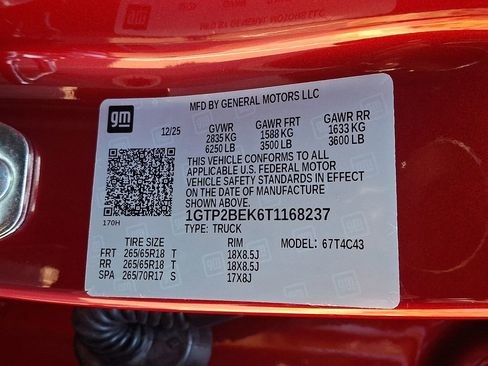 gm
MFD BY GENERAL MOTORS LLC
12/25 GVWR GAWR FRT GAWR RR
2835 KG 1588 KG 1633 KG
6250 LB 3500 LB 3600 LB
THIS VEHICLE CONFORMS TO ALL
APPLICABLE U.S. FEDERAL MOTOR
VEHICLE SAFETY STANDARDS IN EFFECT
ON THE DATE OF MANUFACTURE
SHOWN ABOVE.
170H
1GTP2BEK6T1168237
TYPE: TRUCK MODEL: 67T4C43
TIRE SIZE RIM
FRT 265/65R18 T 18X8.5J
RR 265/65R18 T 18X8.5J
SPA 265/70R17 S 17X8J